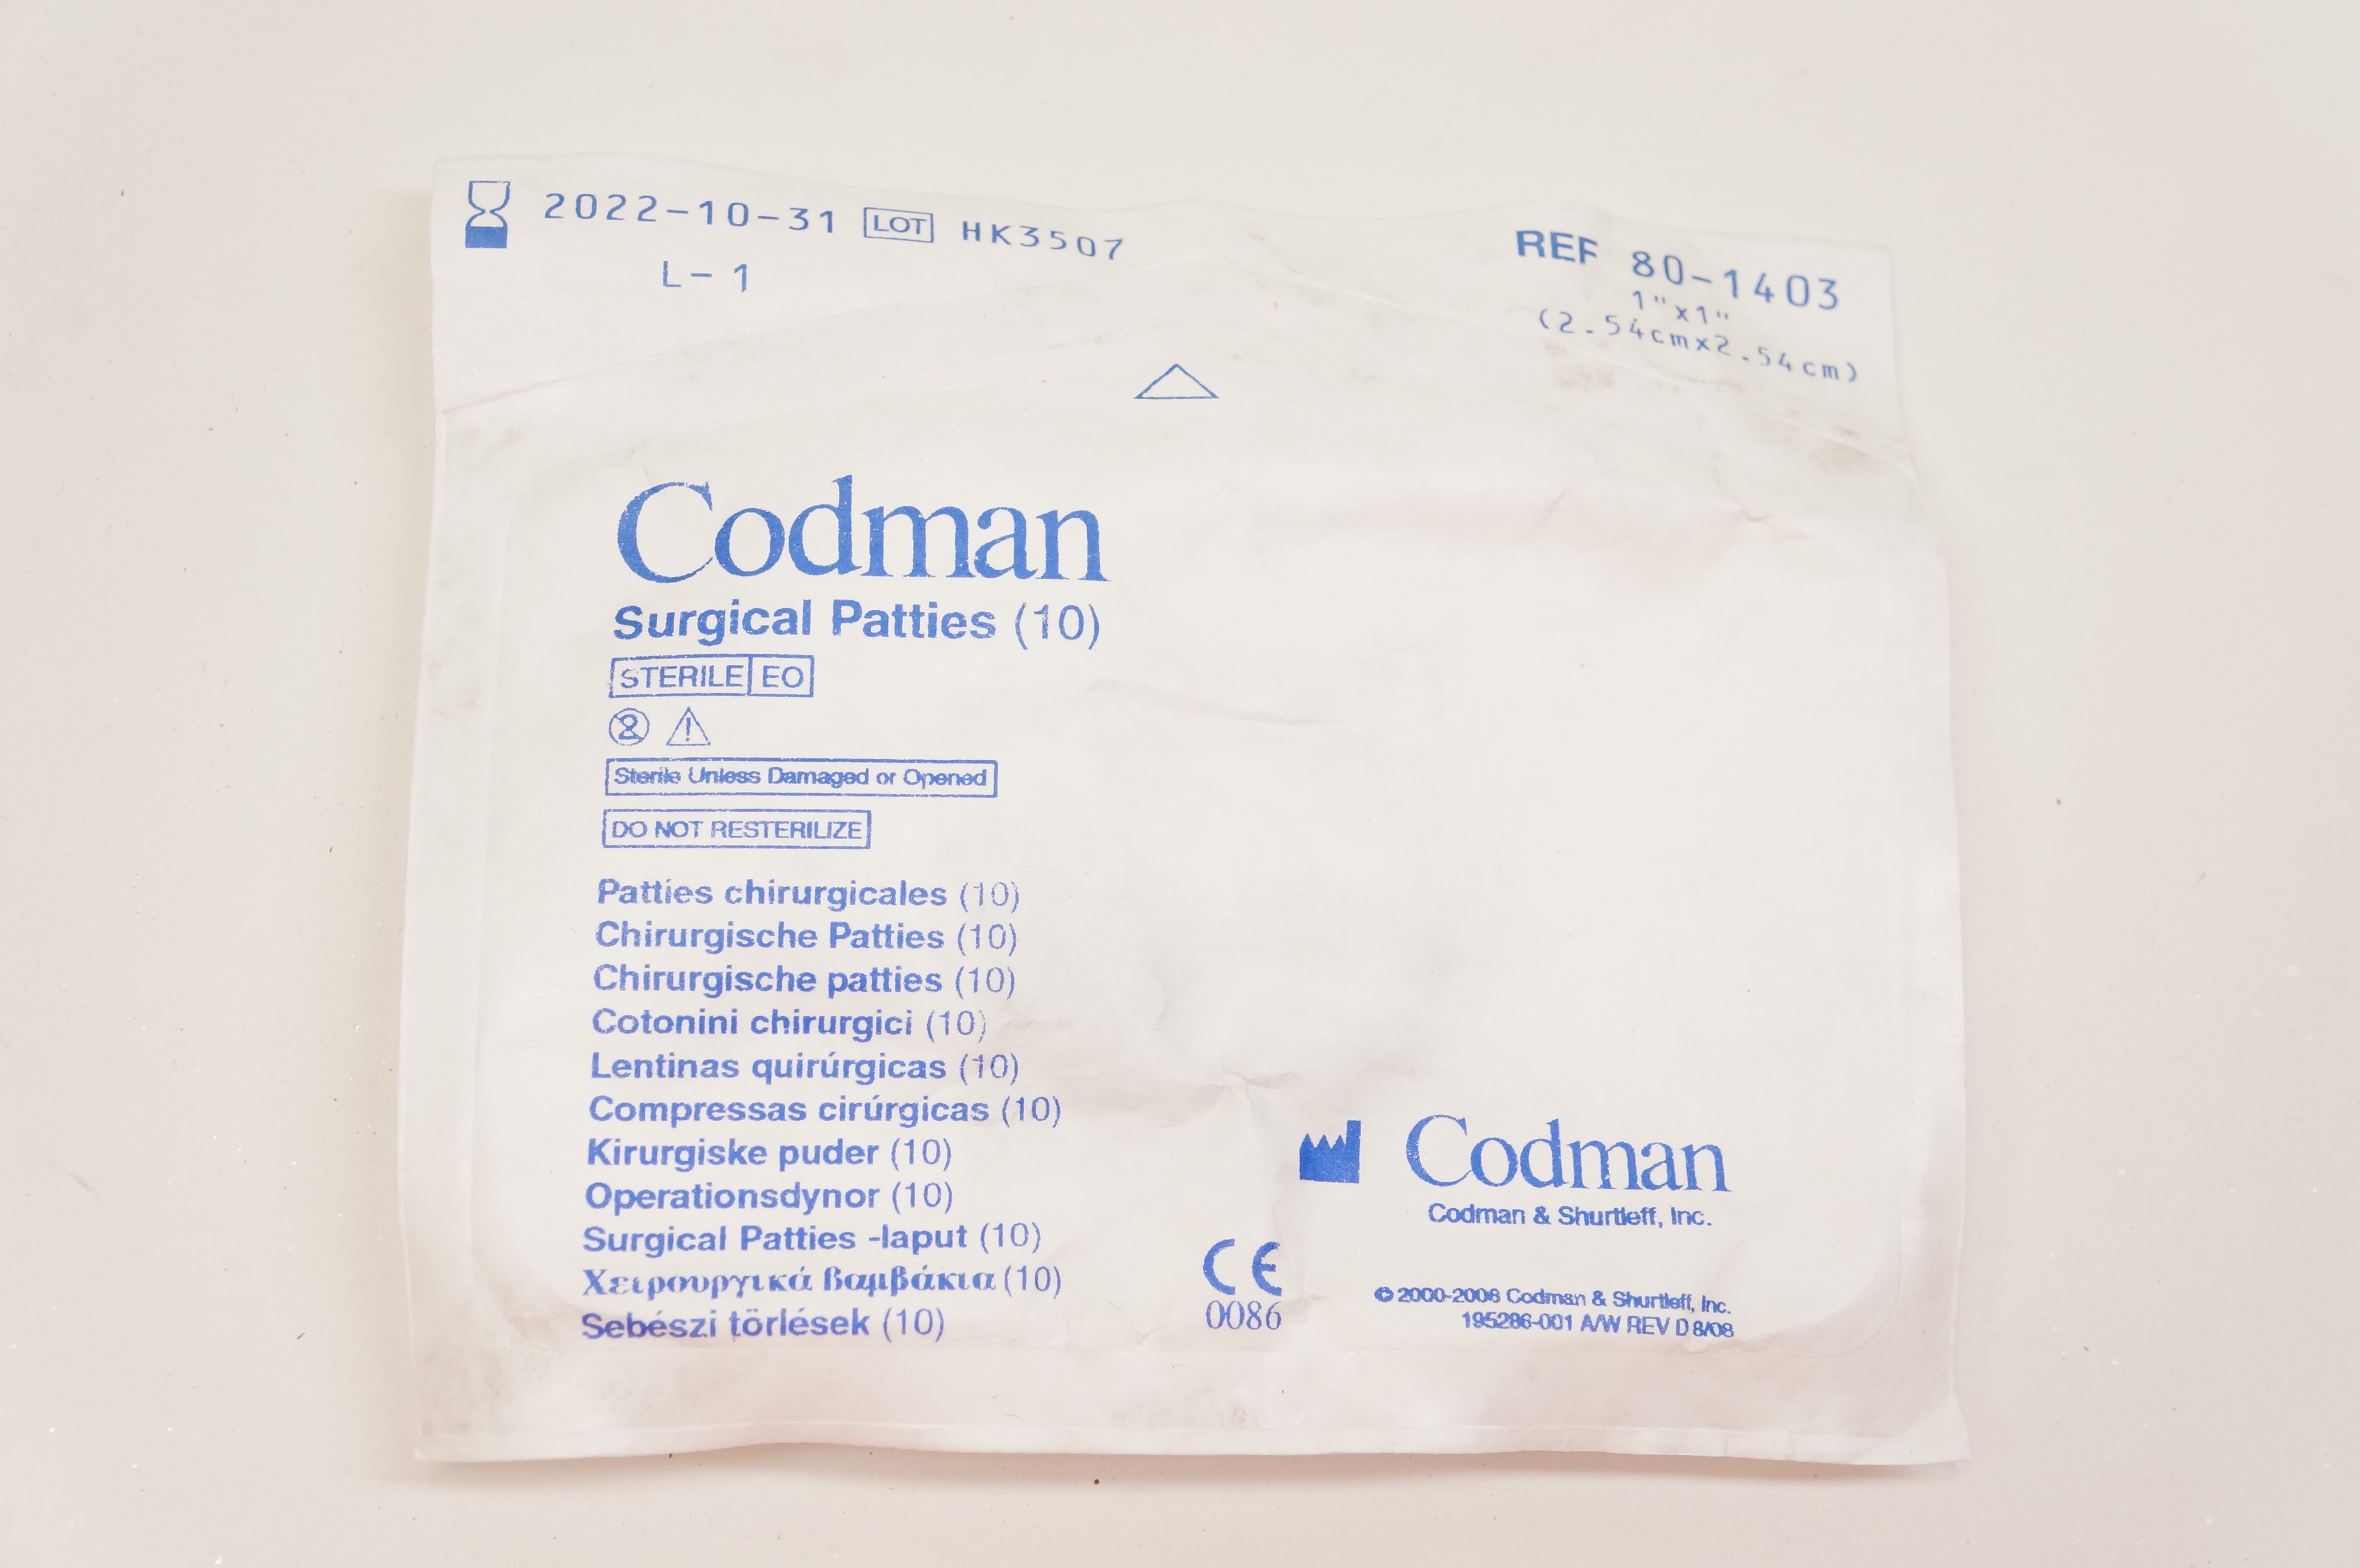 2022-10-31 LOT HK3507
L- 1
REF 80-1403
1"x1"
(2.54cmx2.54cm)
Codman
Surgical Patties (10)
STERILE EO
2
Sterile Unless Damaged or Opened
DO NOT RESTERILIZE
Patties chirurgicales (10)
Chirurgische Patties (10)
Chirurgische patties (10)
Cotonini chirurgici (10)
Lentinas quirúrgicas (10)
Compressas cirúrgicas (10)
Kirurgiske puder (10)
Operationsdynor (10)
Surgical Patties -laput (10)
Χειρουργικά βαμβάκια (10)
Sebészi törlések (10)
CE
0086
Codman
Codman & Shurtleff, Inc.
© 2000-2008 Codman & Shurtleff, Inc.
195286-001 A/W REV D 8/08